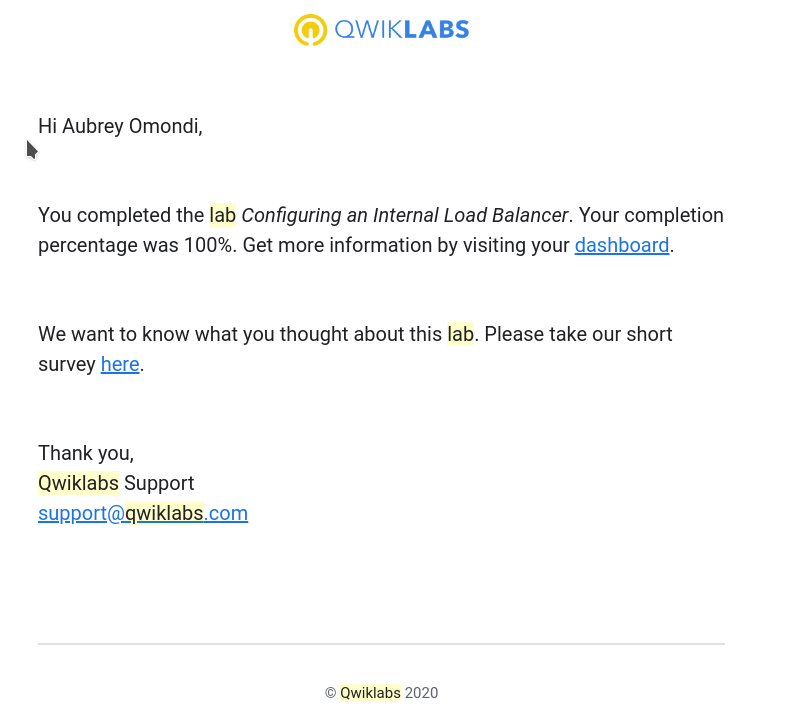 QWIKLABS
Hi Aubrey Omondi,
You completed the lab Configuring an Internal Load Balancer. Your completion
percentage was 100%. Get more information by visiting your dashboard.
We want to know what you thought about this lab. Please take our short
survey here.
Thank you,
Qwiklabs Support
support@qwiklabs.com
© Qwiklabs 2020